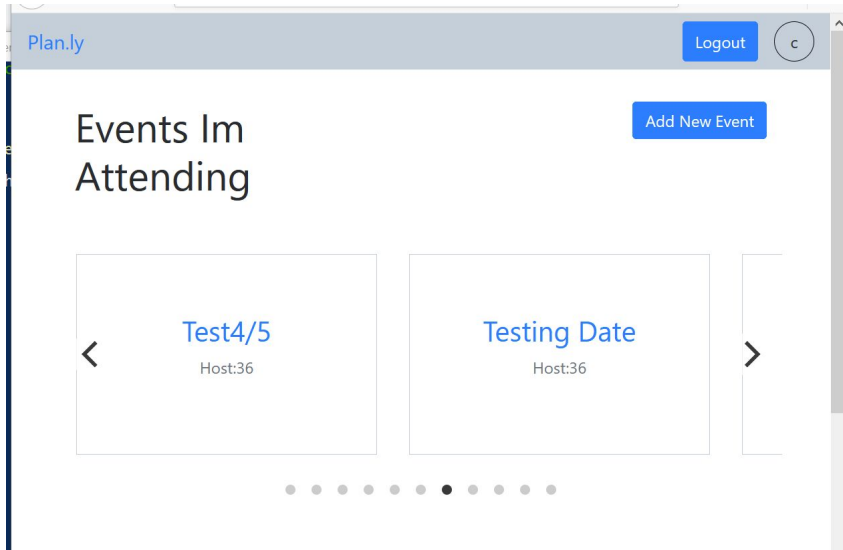 Plan.ly
Logout
c
Events Im
Attending
Add New Event
Test4/5
Host:36
Testing Date
Host:36